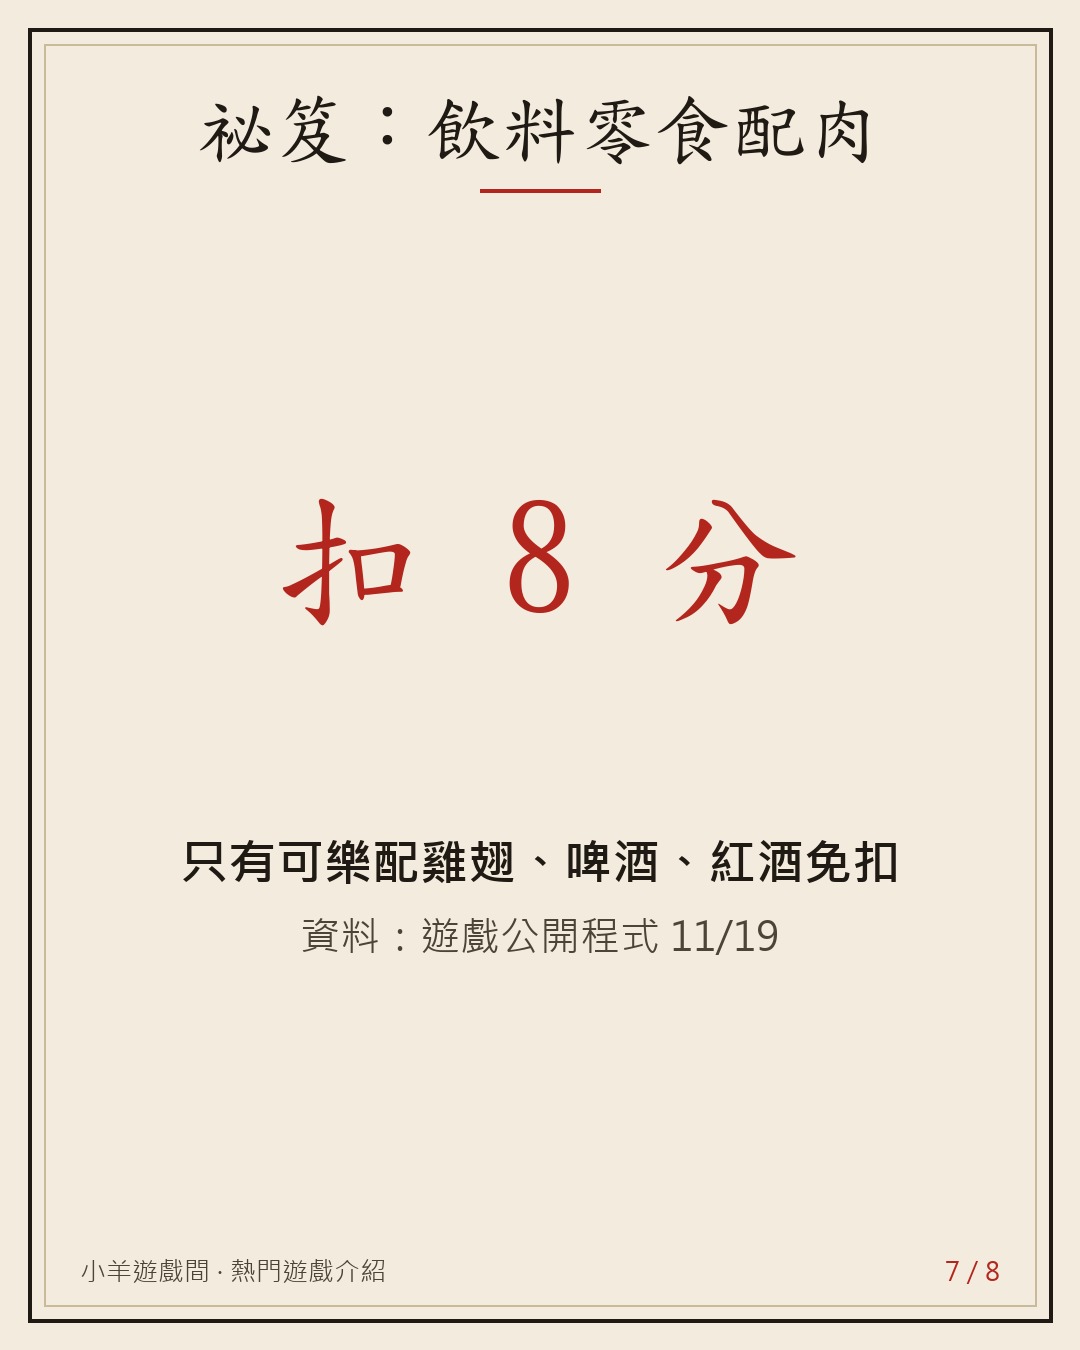 祕笈：飲料零食配肉
扣 8 分
只有可樂配雞翅、啤酒、紅酒免扣
資料：遊戲公開程式 11/19
小羊遊戲間 · 熱門遊戲介紹
7 / 8